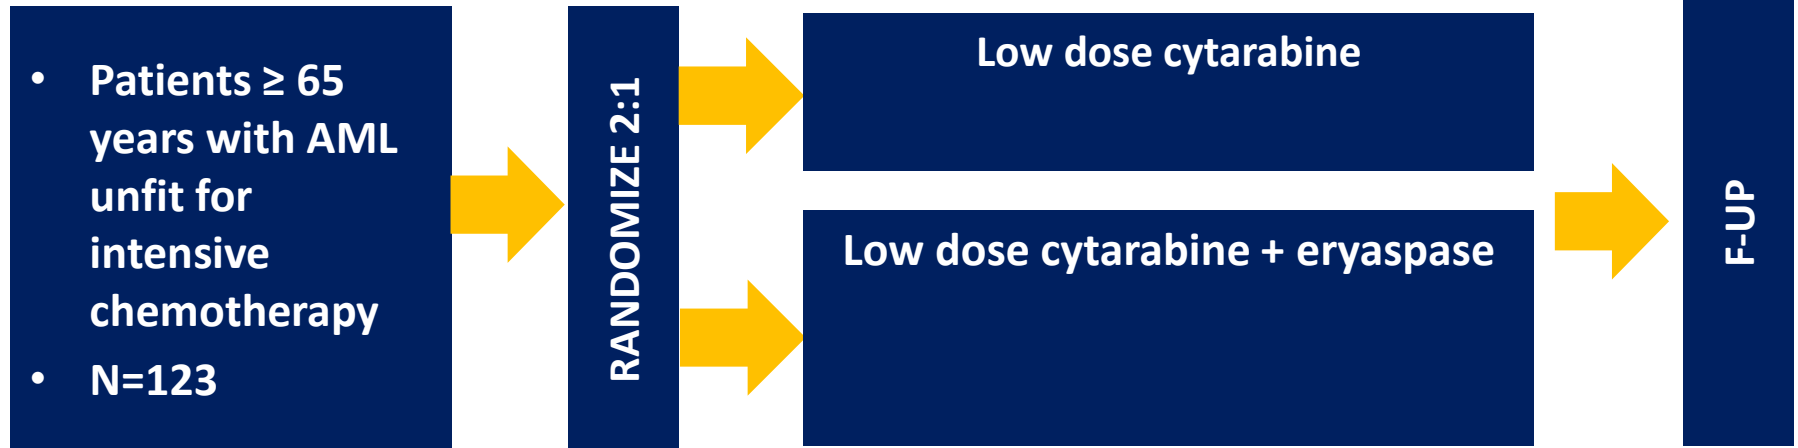 • Patients ≥ 65
years with AML
unfit for
intensive
chemotherapy
• N=123
RANDOMIZE 2:1
Low dose cytarabine
Low dose cytarabine + eryaspase
F-UP